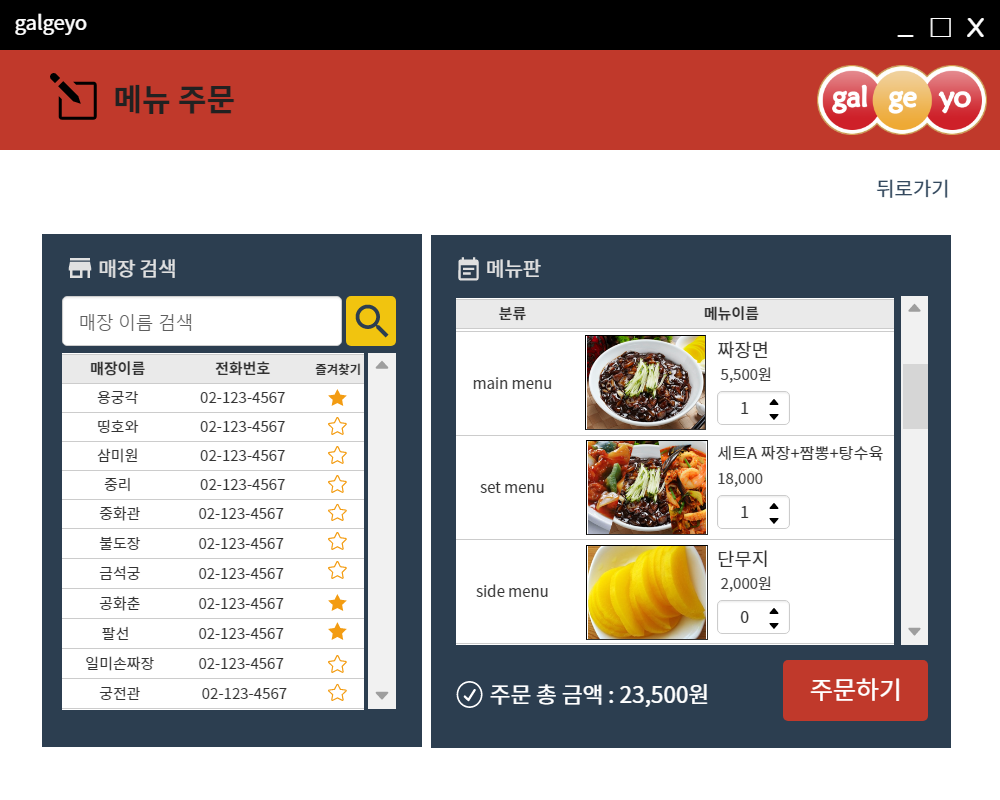 galgeyo
메뉴 주문
gal ge yo
뒤로가기
매장 검색
매장 이름 검색
매장이름 전화번호 즐겨찾기
용궁각 02-123-4567
띵호와 02-123-4567
삼미원 02-123-4567
중리 02-123-4567
중화관 02-123-4567
불도장 02-123-4567
금석궁 02-123-4567
공화춘 02-123-4567
팔선 02-123-4567
일미손짜장 02-123-4567
궁전관 02-123-4567
메뉴판
분류 메뉴이름
main menu
짜장면
5,500원
1
set menu
세트A 짜장+짬뽕+탕수육
18,000
1
side menu
단무지
2,000원
0
주문 총 금액 : 23,500원
주문하기